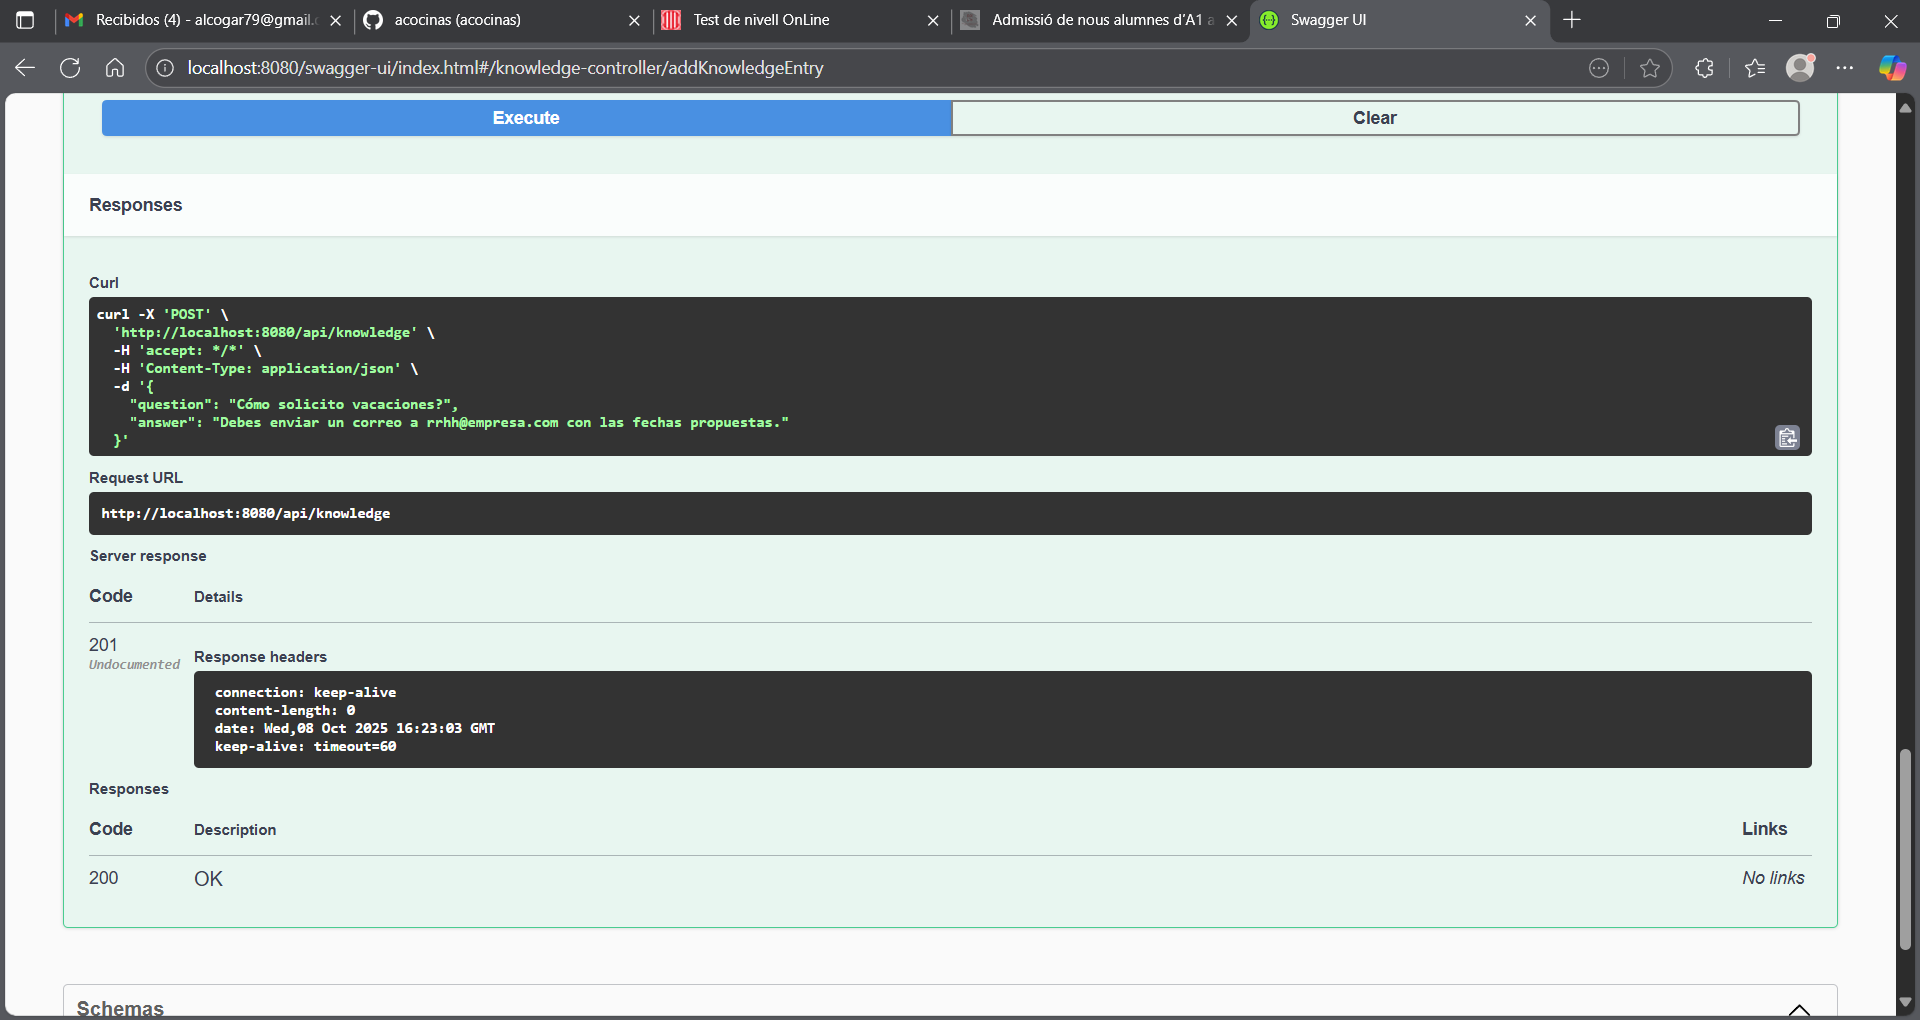 Recibidos (4) - alcogar79@gmail.c
acocinas (acocinas)
Test de nivell OnLine
Admissió de nous alumnes d'A1 a
Swagger UI
localhost:8080/swagger-ui/index.html#/knowledge-controller/addKnowledgeEntry
Execute
Clear
Responses
Curl
curl -X 'POST' \
'http://localhost:8080/api/knowledge' \
-H 'accept: */*' \
-H 'Content-Type: application/json' \
-d '{
"question": "Cómo solicito vacaciones?",
"answer": "Debes enviar un correo a rrhh@empresa.com con las fechas propuestas."
}'
Request URL
http://localhost:8080/api/knowledge
Server response
Code Details
201
Undocumented
Response headers
connection: keep-alive
content-length: 0
date: Wed,08 Oct 2025 16:23:03 GMT
keep-alive: timeout=60
Responses
Code Description Links
200 OK No links
Schemas